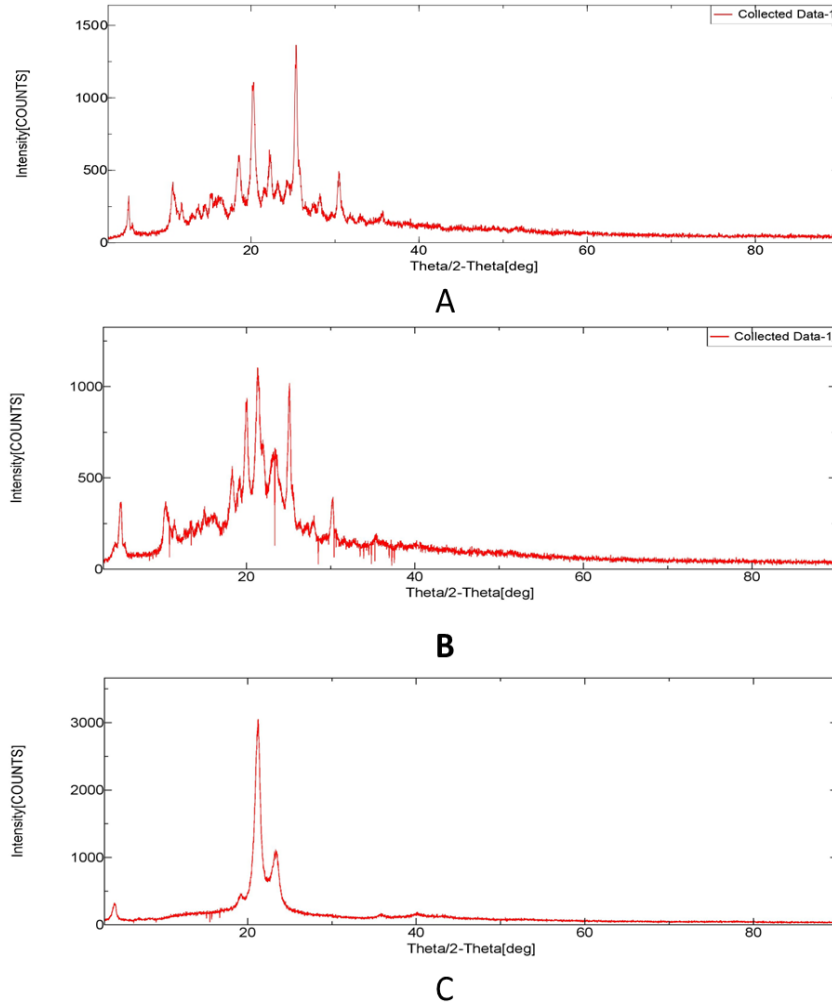 Collected Data-1
Intensity[COUNTS]
1500
1000
500
0
20
40
60
80
Theta/2-Theta[deg]
A
Collected Data-1
Intensity[COUNTS]
1000
500
0
20
40
60
80
Theta/2-Theta[deg]
B
Intensity[COUNTS]
3000
2000
1000
0
20
40
60
80
Theta/2-Theta[deg]
C